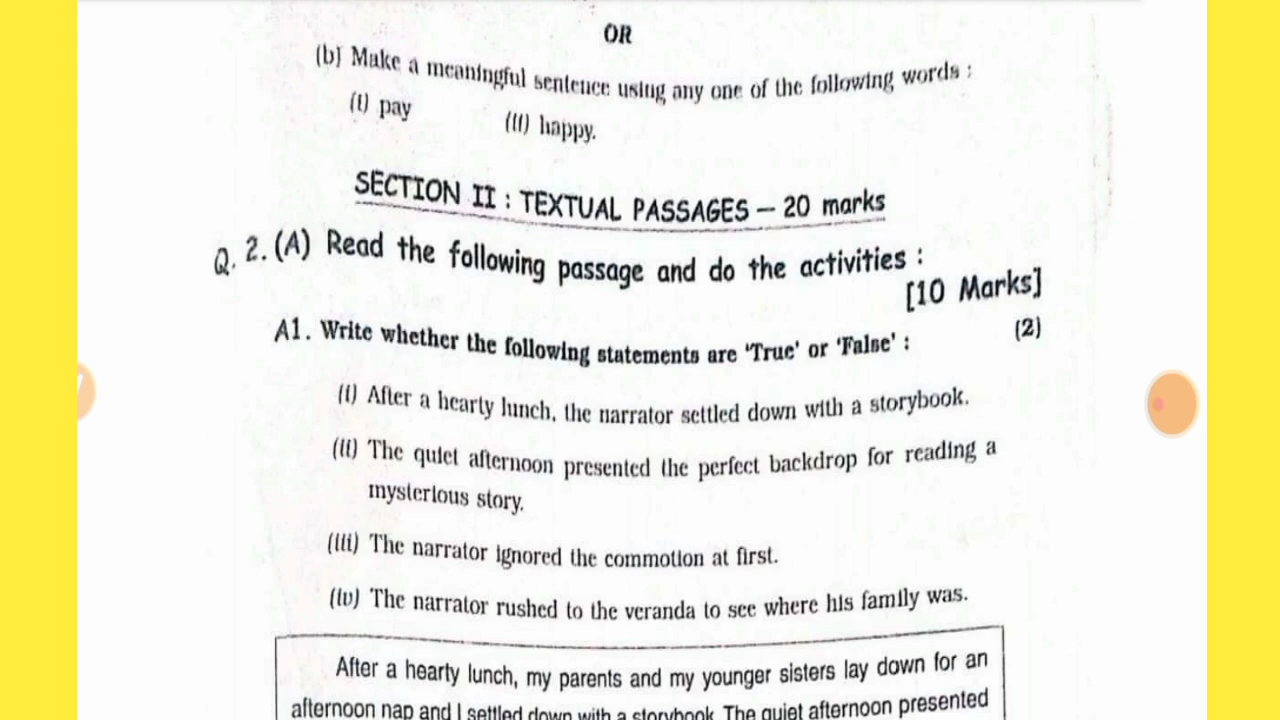 OR
(b) Make a meaningful sentence using any one of the following words :
(i) pay (ii) happy.
SECTION II : TEXTUAL PASSAGES – 20 marks
Q. 2. (A) Read the following passage and do the activities :
[10 Marks]
A1. Write whether the following statements are ‘True’ or ‘False’ : (2)
(i) After a hearty lunch, the narrator settled down with a storybook.
(ii) The quiet afternoon presented the perfect backdrop for reading a
mysterious story.
(iii) The narrator ignored the commotion at first.
(iv) The narrator rushed to the veranda to see where his family was.
After a hearty lunch, my parents and my younger sisters lay down for an
afternoon nap and I settled down with a storybook. The quiet afternoon presented